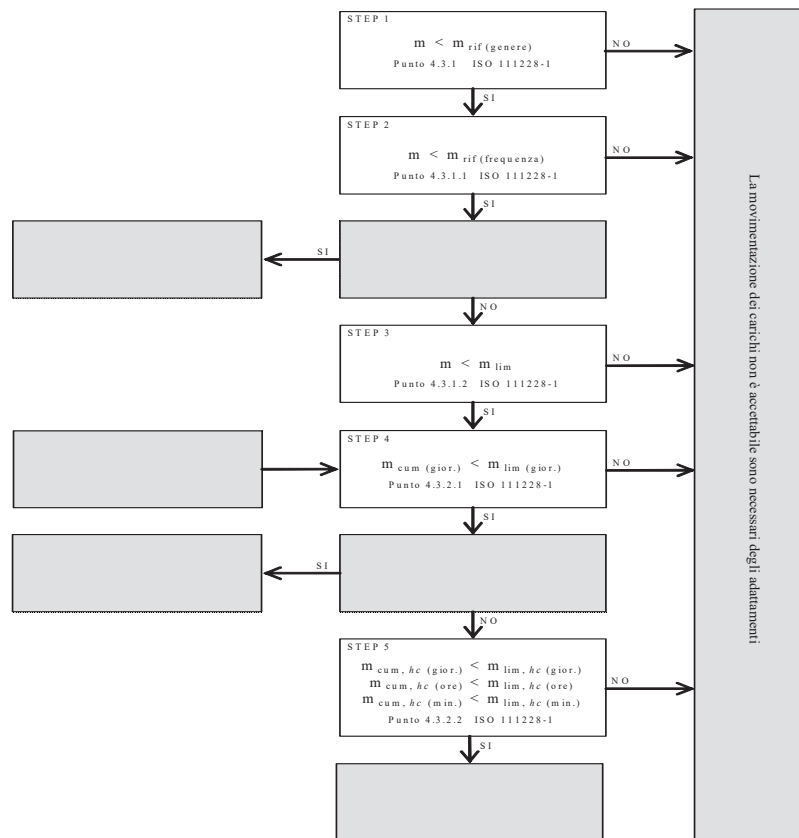 STEP 1
m < m rif (genere)
Punto 4.3.1 ISO 111228-1
NO
SI
STEP 2
m < m rif(frequenza)
Punto 4.3.1.1 ISO 111228-1
NO
SI
SI
NO
STEP 3
m < m lim
Punto 4.3.1.2 ISO 111228-1
NO
SI
STEP 4
m cum (gior.) < m lim (gior.)
Punto 4.3.2.1 ISO 111228-1
NO
SI
SI
NO
STEP 5
m cum, hc (gior.) < m lim, hc (gior.)
m cum, hc (ore) < m lim, hc (ore)
m cum, hc (min.) < m lim, hc (min.)
Punto 4.3.2.2 ISO 111228-1
NO
SI
La movimentazione dei carichi non è accettabile sono necessari degli adattamenti